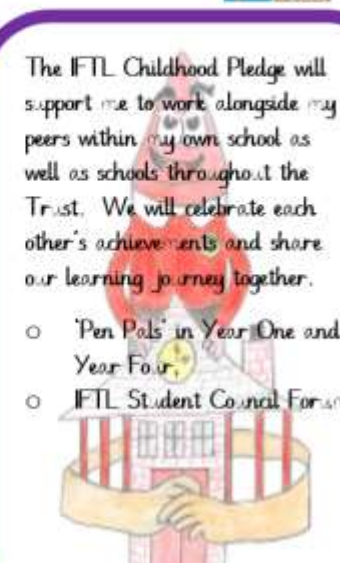 The IFTL Childhood Pledge will
support me to work alongside my
peers within my own school as
well as schools throughout the
Trust. We will celebrate each
other's achievements and share
our learning journey together.
o 'Pen Pals' in Year One and
Year Four,
o IFTL Student Council Forum